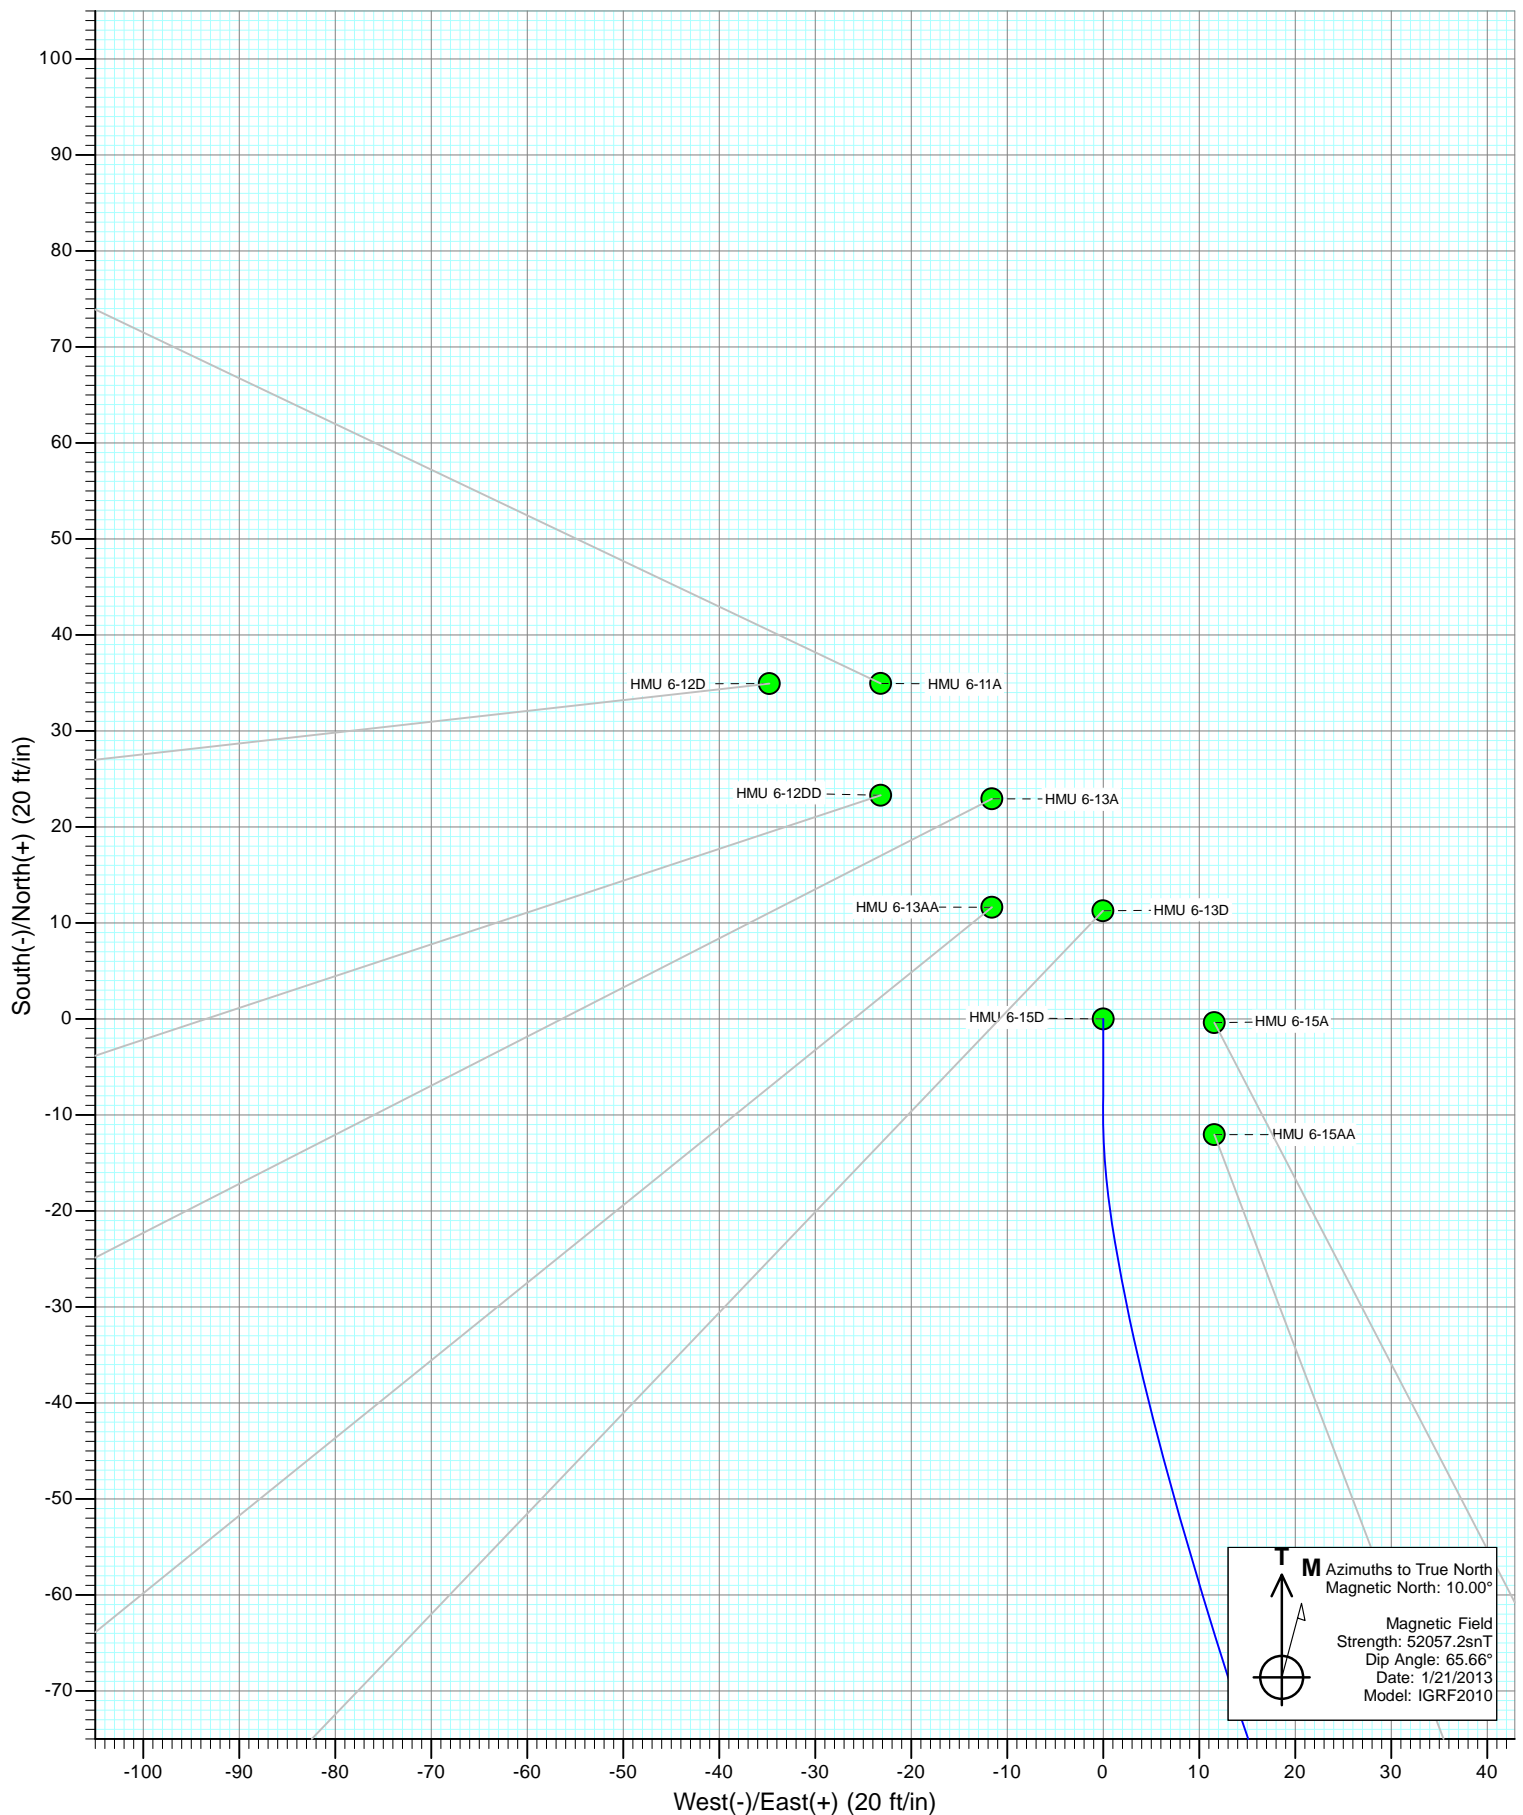 100
90
80
70
60
50
40
30
20
10
0
-10
-20
-30
-40
-50
-60
-70
South(-)/North(+) (20 ft/in)
HMU 6-12D
HMU 6-11A
HMU 6-12DD
HMU 6-13A
HMU 6-13AA
HMU 6-13D
HMU 6-15D
HMU 6-15A
HMU 6-15AA
T
M
Azimuths to True North
Magnetic North: 10.00°
Magnetic Field
Strength: 52057.2snT
Dip Angle: 65.66°
Date: 1/21/2013
Model: IGRF2010
-100 -90 -80 -70 -60 -50 -40 -30 -20 -10 0 10 20 30 40
West(-)/East(+) (20 ft/in)